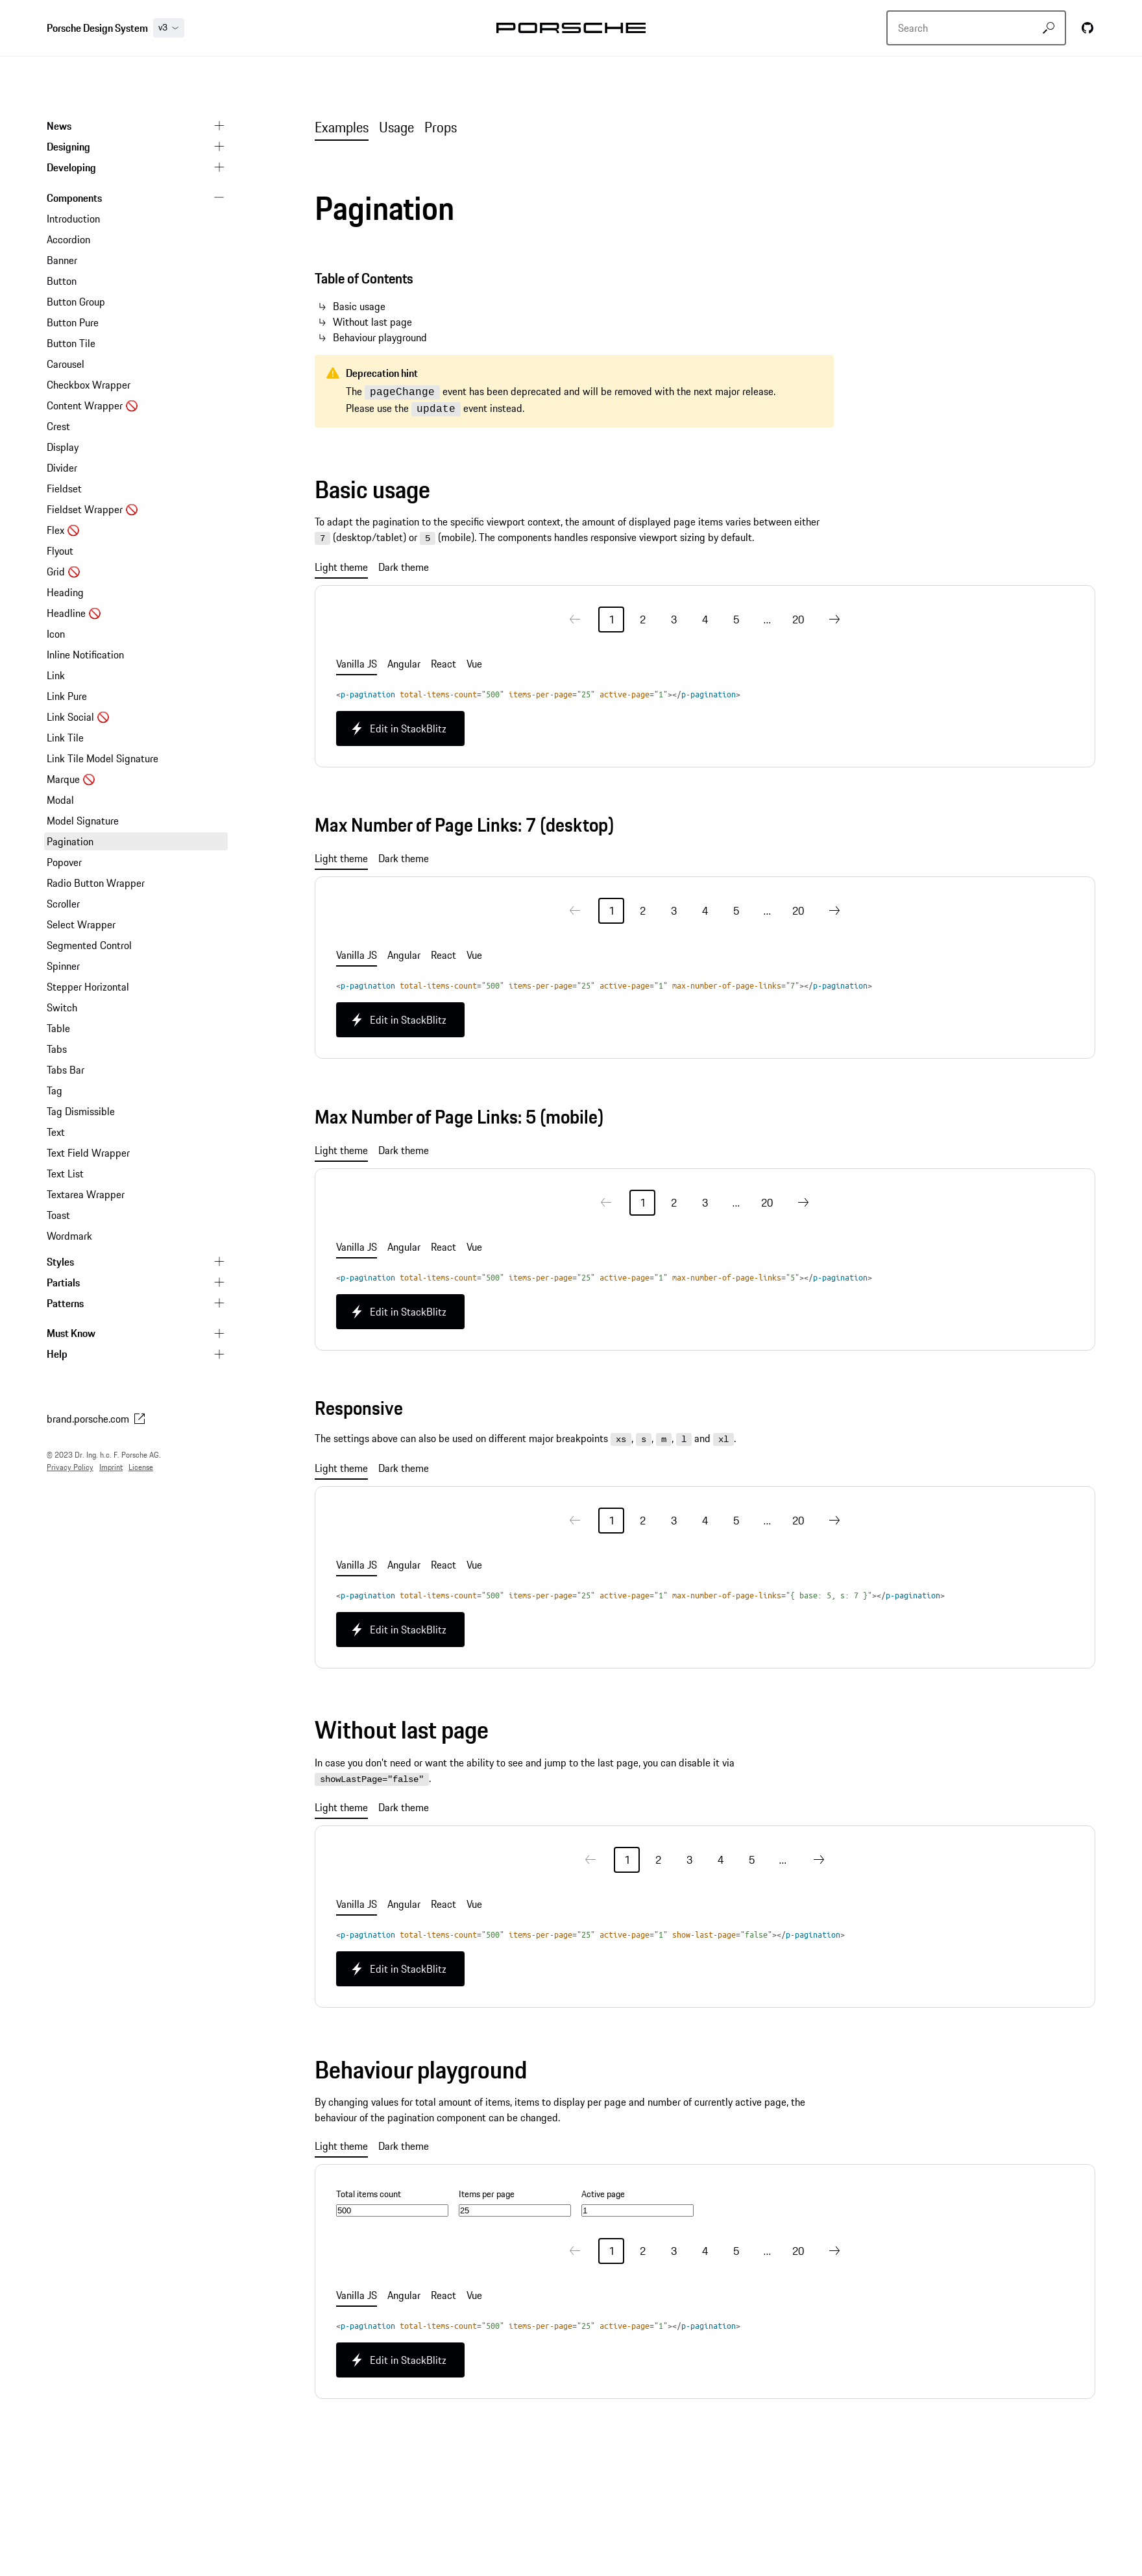 Porsche Design System v3
PORSCHE
Search
News
Designing
Developing
Components
Introduction
Accordion
Banner
Button
Button Group
Button Pure
Button Tile
Carousel
Checkbox Wrapper
Content Wrapper 🚫
Crest
Display
Divider
Fieldset
Fieldset Wrapper 🚫
Flex 🚫
Flyout
Grid 🚫
Heading
Headline 🚫
Icon
Inline Notification
Link
Link Pure
Link Social 🚫
Link Tile
Link Tile Model Signature
Marque 🚫
Modal
Model Signature
Pagination
Popover
Radio Button Wrapper
Scroller
Select Wrapper
Segmented Control
Spinner
Stepper Horizontal
Switch
Table
Tabs
Tabs Bar
Tag
Tag Dismissible
Text
Text Field Wrapper
Text List
Textarea Wrapper
Toast
Wordmark
Styles
Partials
Patterns
Must Know
Help
brand.porsche.com
© 2023 Dr. Ing. h.c. F. Porsche AG.
Privacy Policy Imprint License
Examples Usage Props
Pagination
Table of Contents
Basic usage
Without last page
Behaviour playground
Deprecation hint
The pageChange event has been deprecated and will be removed with the next major release.
Please use the update event instead.
Basic usage
To adapt the pagination to the specific viewport context, the amount of displayed page items varies between either
7 (desktop/tablet) or 5 (mobile). The components handles responsive viewport sizing by default.
Light theme Dark theme
1 2 3 4 5 ... 20
Vanilla JS Angular React Vue
<p-pagination total-items-count="500" items-per-page="25" active-page="1"></p-pagination>
Edit in StackBlitz
Max Number of Page Links: 7 (desktop)
Light theme Dark theme
1 2 3 4 5 ... 20
Vanilla JS Angular React Vue
<p-pagination total-items-count="500" items-per-page="25" active-page="1" max-number-of-page-links="7"></p-pagination>
Edit in StackBlitz
Max Number of Page Links: 5 (mobile)
Light theme Dark theme
1 2 3 ... 20
Vanilla JS Angular React Vue
<p-pagination total-items-count="500" items-per-page="25" active-page="1" max-number-of-page-links="5"></p-pagination>
Edit in StackBlitz
Responsive
The settings above can also be used on different major breakpoints xs, s, m, l and xl.
Light theme Dark theme
1 2 3 4 5 ... 20
Vanilla JS Angular React Vue
<p-pagination total-items-count="500" items-per-page="25" active-page="1" max-number-of-page-links="{ base: 5, s: 7 }"></p-pagination>
Edit in StackBlitz
Without last page
In case you don't need or want the ability to see and jump to the last page, you can disable it via
showLastPage="false".
Light theme Dark theme
1 2 3 4 5 ...
Vanilla JS Angular React Vue
<p-pagination total-items-count="500" items-per-page="25" active-page="1" show-last-page="false"></p-pagination>
Edit in StackBlitz
Behaviour playground
By changing values for total amount of items, items to display per page and number of currently active page, the
behaviour of the pagination component can be changed.
Light theme Dark theme
Total items count Items per page Active page
500 25 1
1 2 3 4 5 ... 20
Vanilla JS Angular React Vue
<p-pagination total-items-count="500" items-per-page="25" active-page="1"></p-pagination>
Edit in StackBlitz